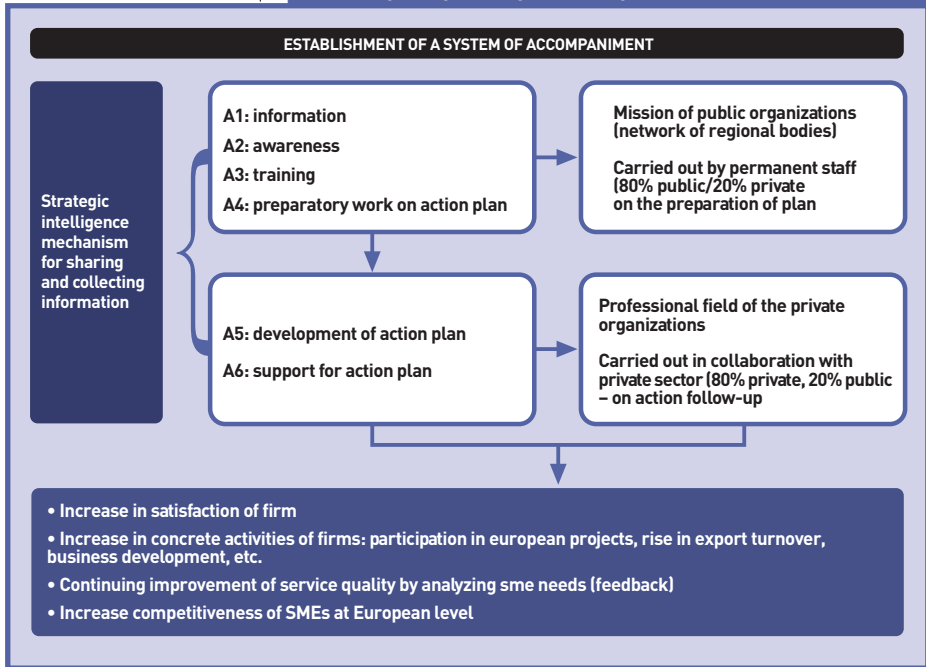 ESTABLISHMENT OF A SYSTEM OF ACCOMPANIMENT
Strategic
intelligence
mechanism
for sharing
and collecting
information
A1: information
A2: awareness
A3: training
A4: preparatory work on action plan
Mission of public organizations
(network of regional bodies)
Carried out by permanent staff
(80% public/20% private
on the preparation of plan
A5: development of action plan
A6: support for action plan
Professional field of the private
organizations
Carried out in collaboration with
private sector (80% private, 20% public
– on action follow-up
• Increase in satisfaction of firm
• Increase in concrete activities of firms: participation in european projects, rise in export turnover,
business development, etc.
• Continuing improvement of service quality by analyzing sme needs (feedback)
• Increase competitiveness of SMEs at European level